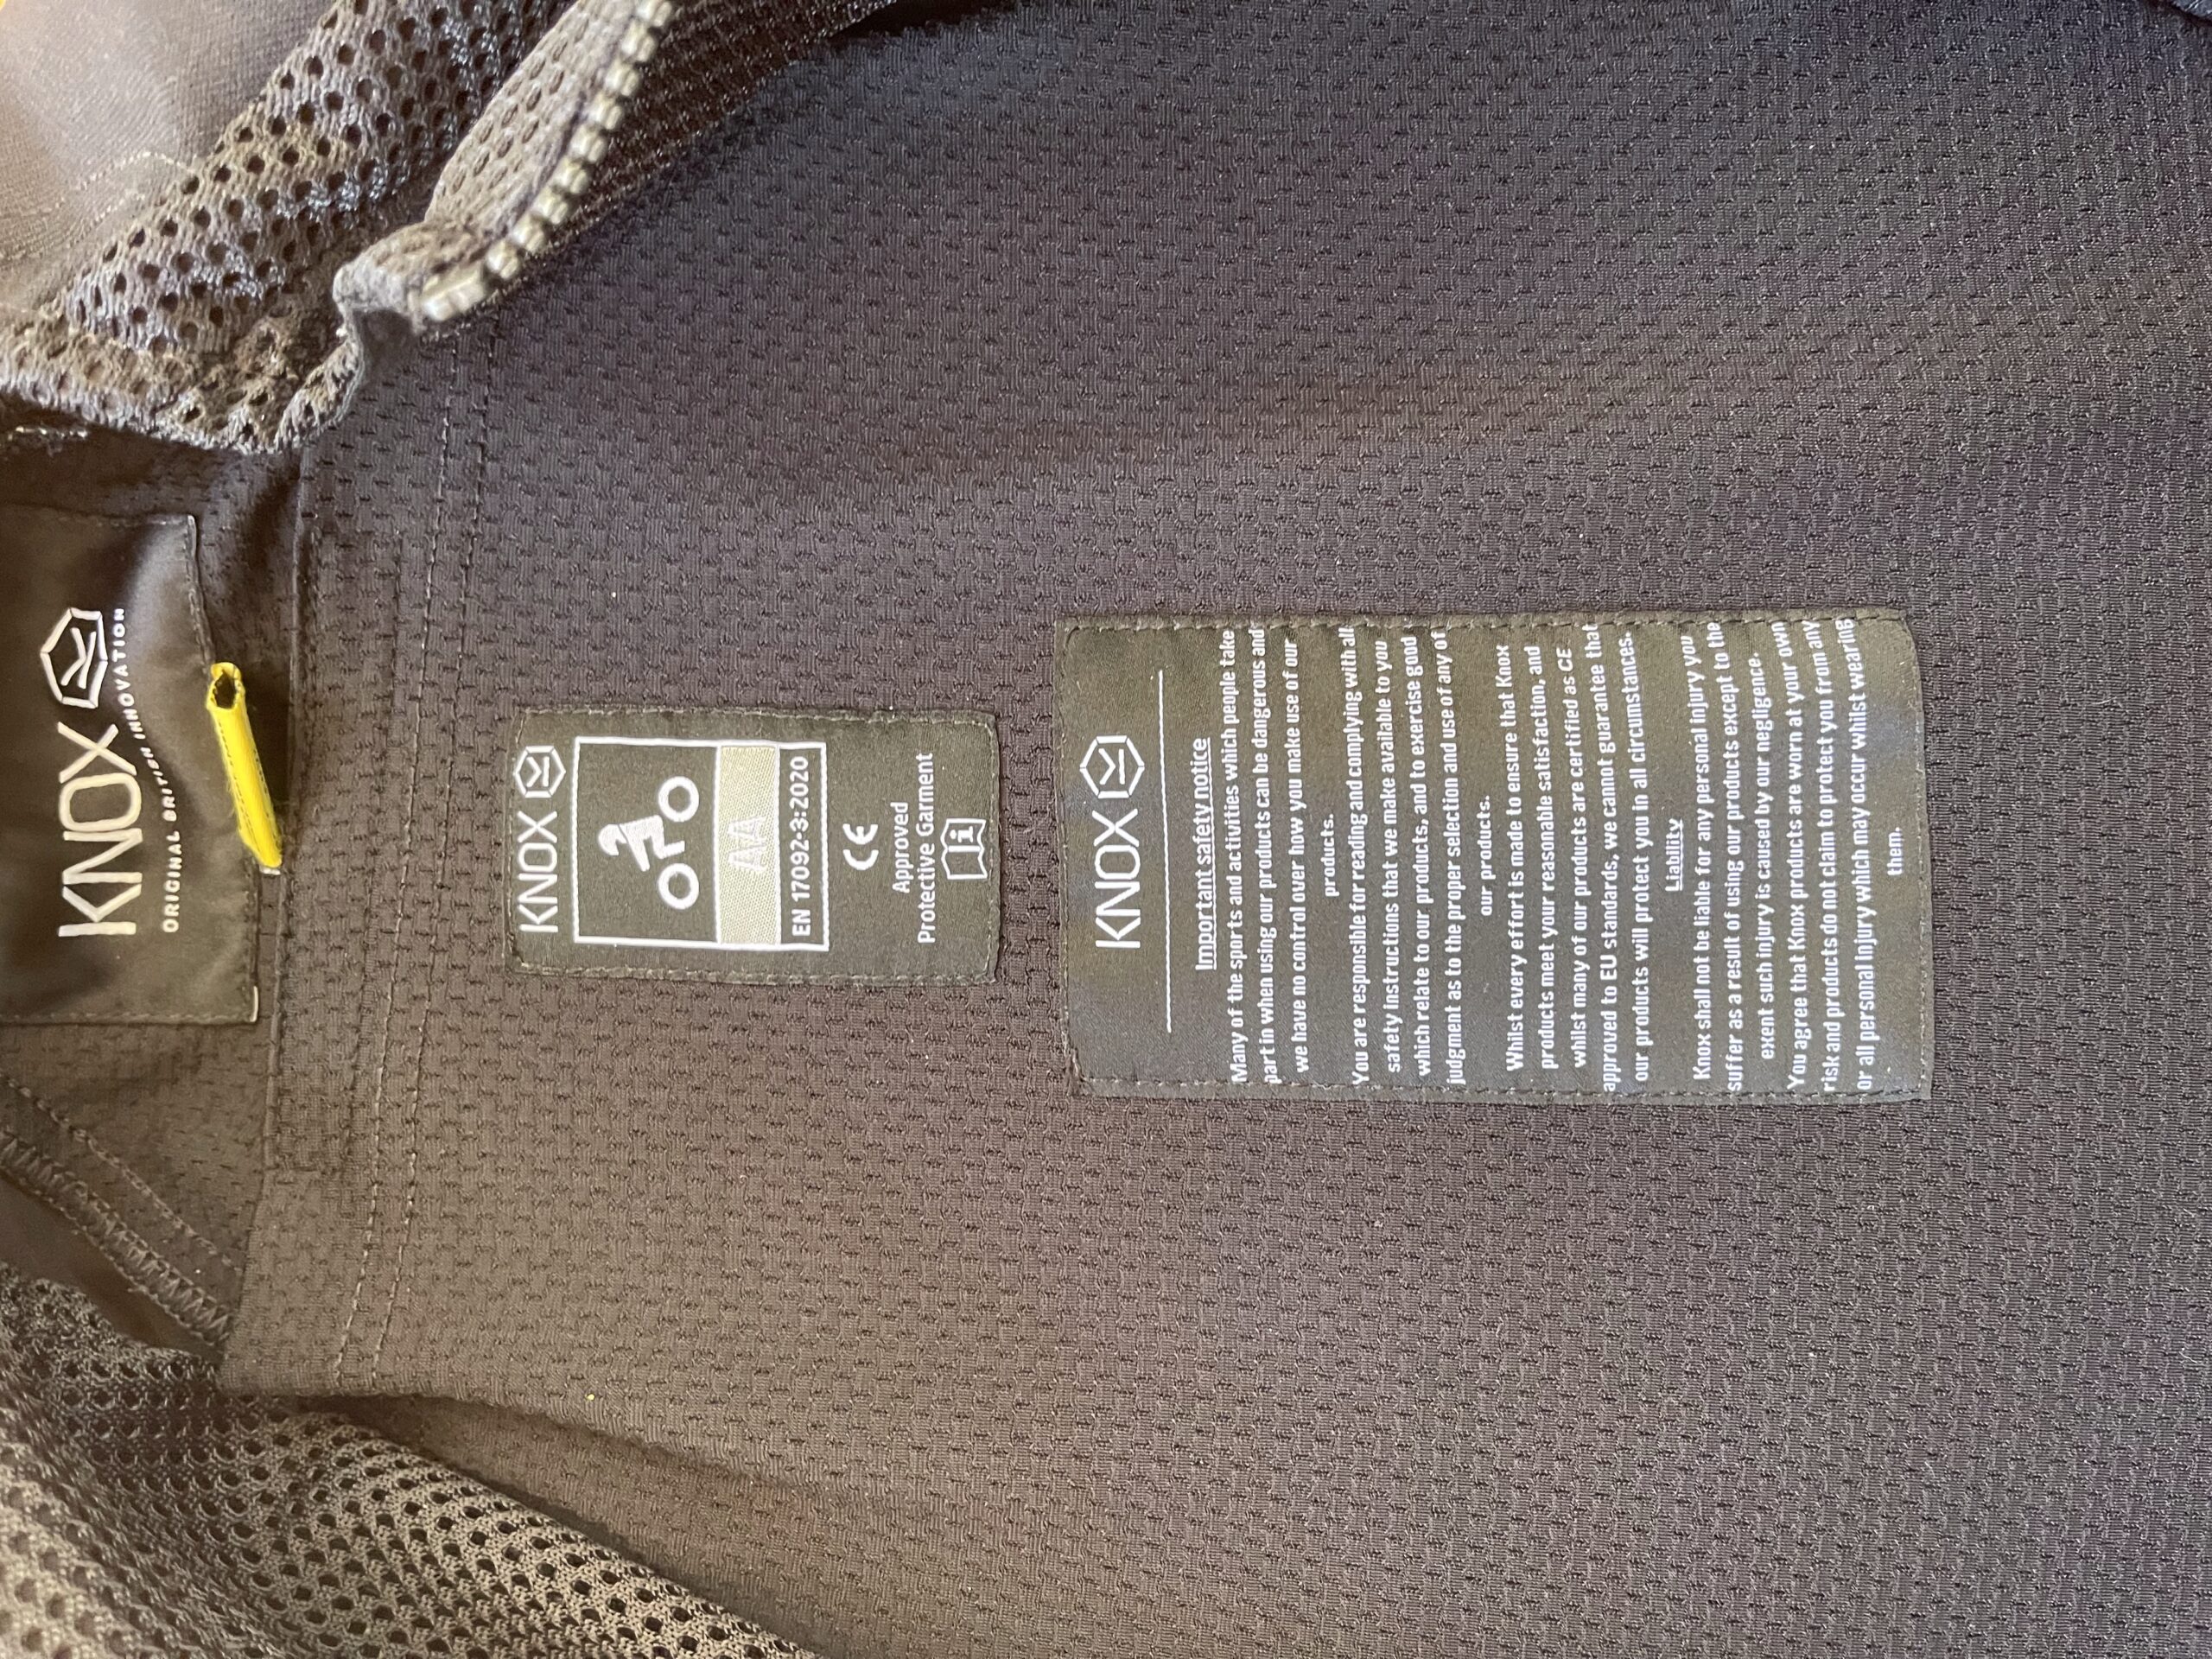 KNOX
ORIGINAL BRITISH INNOVATION
KNOX
AA
EN 17092-3:2020
CE
Approved
Protective Garment
i
KNOX
Important safety notice
Many of the sports and activities which people take
part in when using our products can be dangerous and
we have no control over how you make use of our
products.
You are responsible for reading and complying with all
safety instructions that we make available to you
which relate to our products, and to exercise good
judgment as to the proper selection and use of any of
our products.
Whilst every effort is made to ensure that Knox
products meet your reasonable satisfaction, and
whilst many of our products are certified as CE
approved to EU standards, we cannot guarantee that
our products will protect you in all circumstances.
Liability
Knox shall not be liable for any personal injury you
suffer as a result of using our products except to the
exent such injury is caused by our negligence.
You agree that Knox products are worn at your own
risk and products do not claim to protect you from any
or all personal injury which may occur whilst wearing
them.